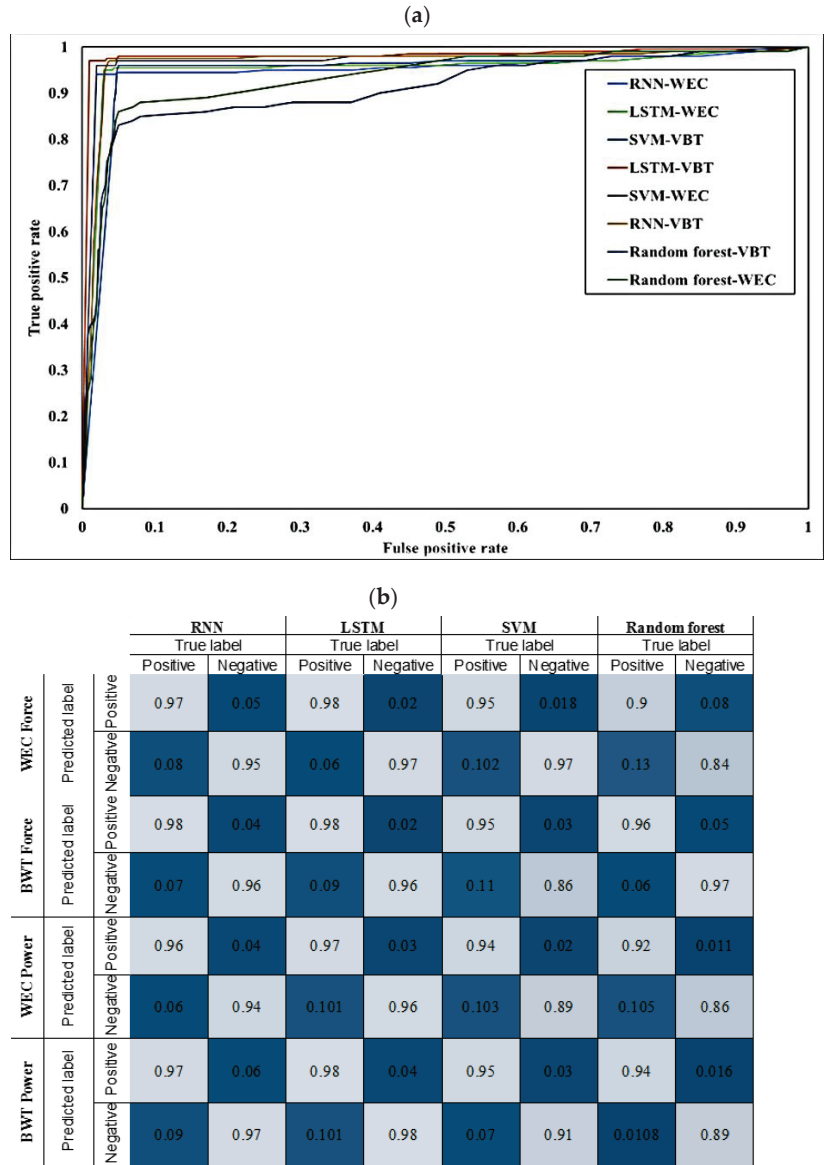 (a)
1
0.9
0.8
0.7
0.6
0.5
0.4
0.3
0.2
0.1
0
True positive rate
RNN-WEC
LSTM-WEC
SVM-VBT
LSTM-VBT
SVM-WEC
RNN-VBT
Random forest-VBT
Random forest-WEC
0 0.1 0.2 0.3 0.4 0.5 0.6 0.7 0.8 0.9 1
Fulse positive rate
(b)
RNN LSTM SVM Random forest
True label True label True label True label
Positive Negative Positive Negative Positive Negative Positive Negative
WEC Force
Predicted label
Positive 0.97 0.05 0.98 0.02 0.95 0.018 0.9 0.08
Negative 0.08 0.95 0.06 0.97 0.102 0.97 0.13 0.84
BWT Force
Predicted label
Positive 0.98 0.04 0.98 0.02 0.95 0.03 0.96 0.05
Negative 0.07 0.96 0.09 0.96 0.11 0.86 0.06 0.97
WEC Power
Predicted label
Positive 0.96 0.04 0.97 0.03 0.94 0.02 0.92 0.011
Negative 0.06 0.94 0.101 0.96 0.103 0.89 0.105 0.86
BWT Power
Predicted label
Positive 0.97 0.06 0.98 0.04 0.95 0.03 0.94 0.016
Negative 0.09 0.97 0.101 0.98 0.07 0.91 0.0108 0.89